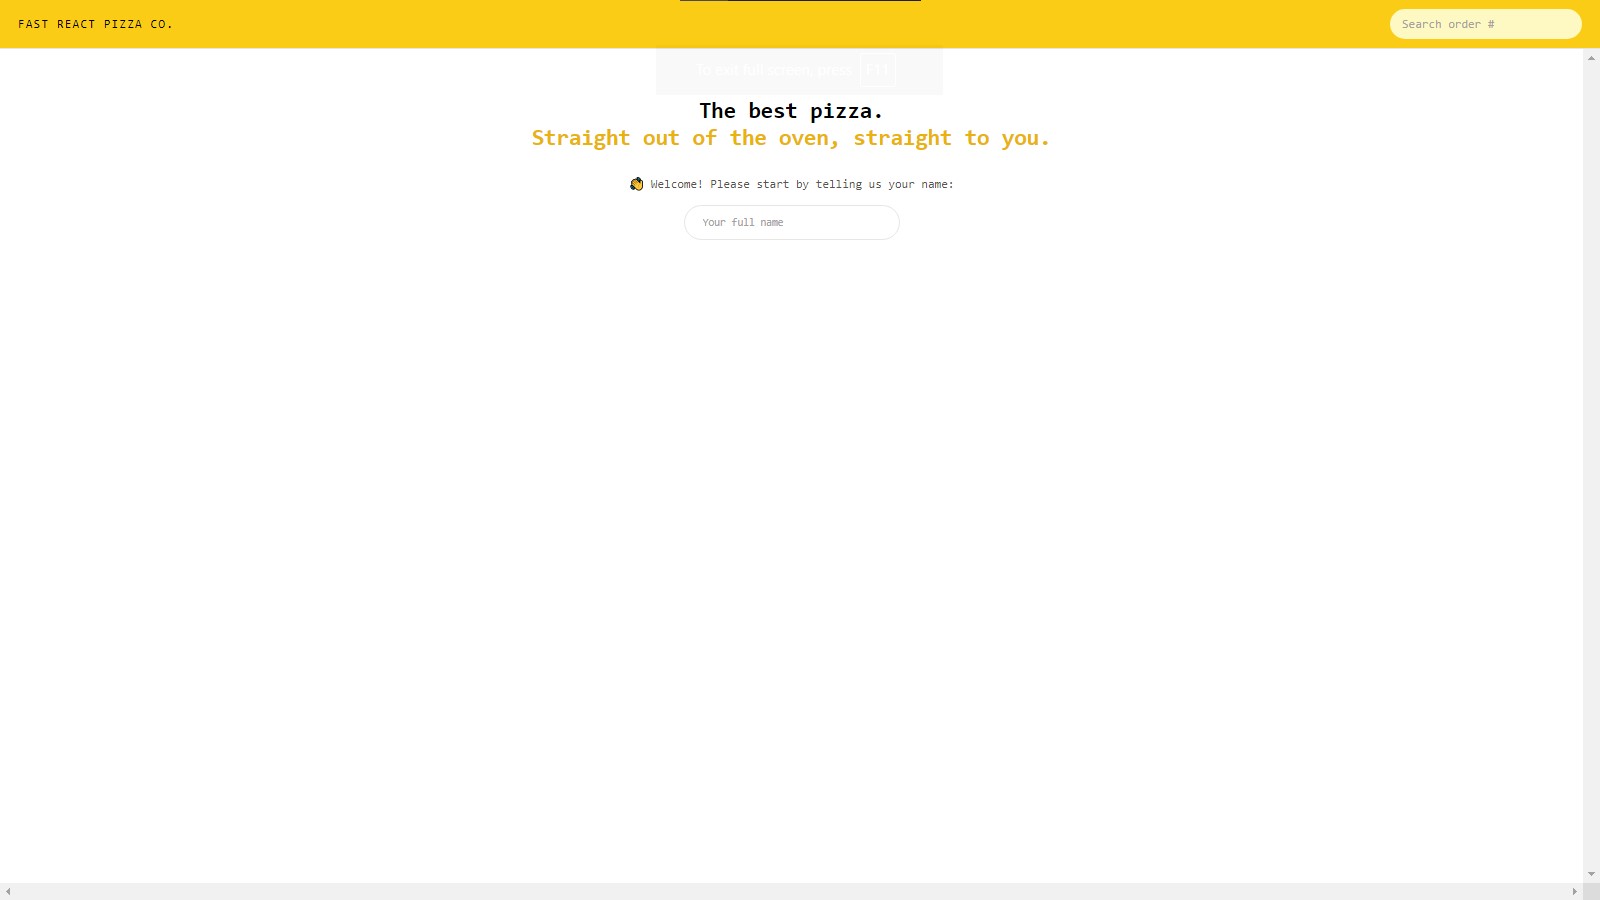 FAST REACT PIZZA CO.
Search order #
To exit full screen, press F11
The best pizza.
Straight out of the oven, straight to you.
👋 Welcome! Please start by telling us your name:
Your full name